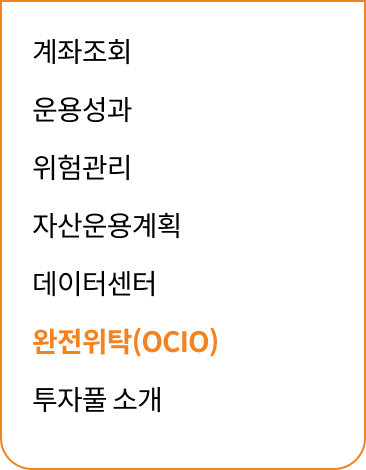 계좌조회
운용성과
위험관리
자산운용계획
데이터센터
완전위탁(OCIO)
투자풀 소개